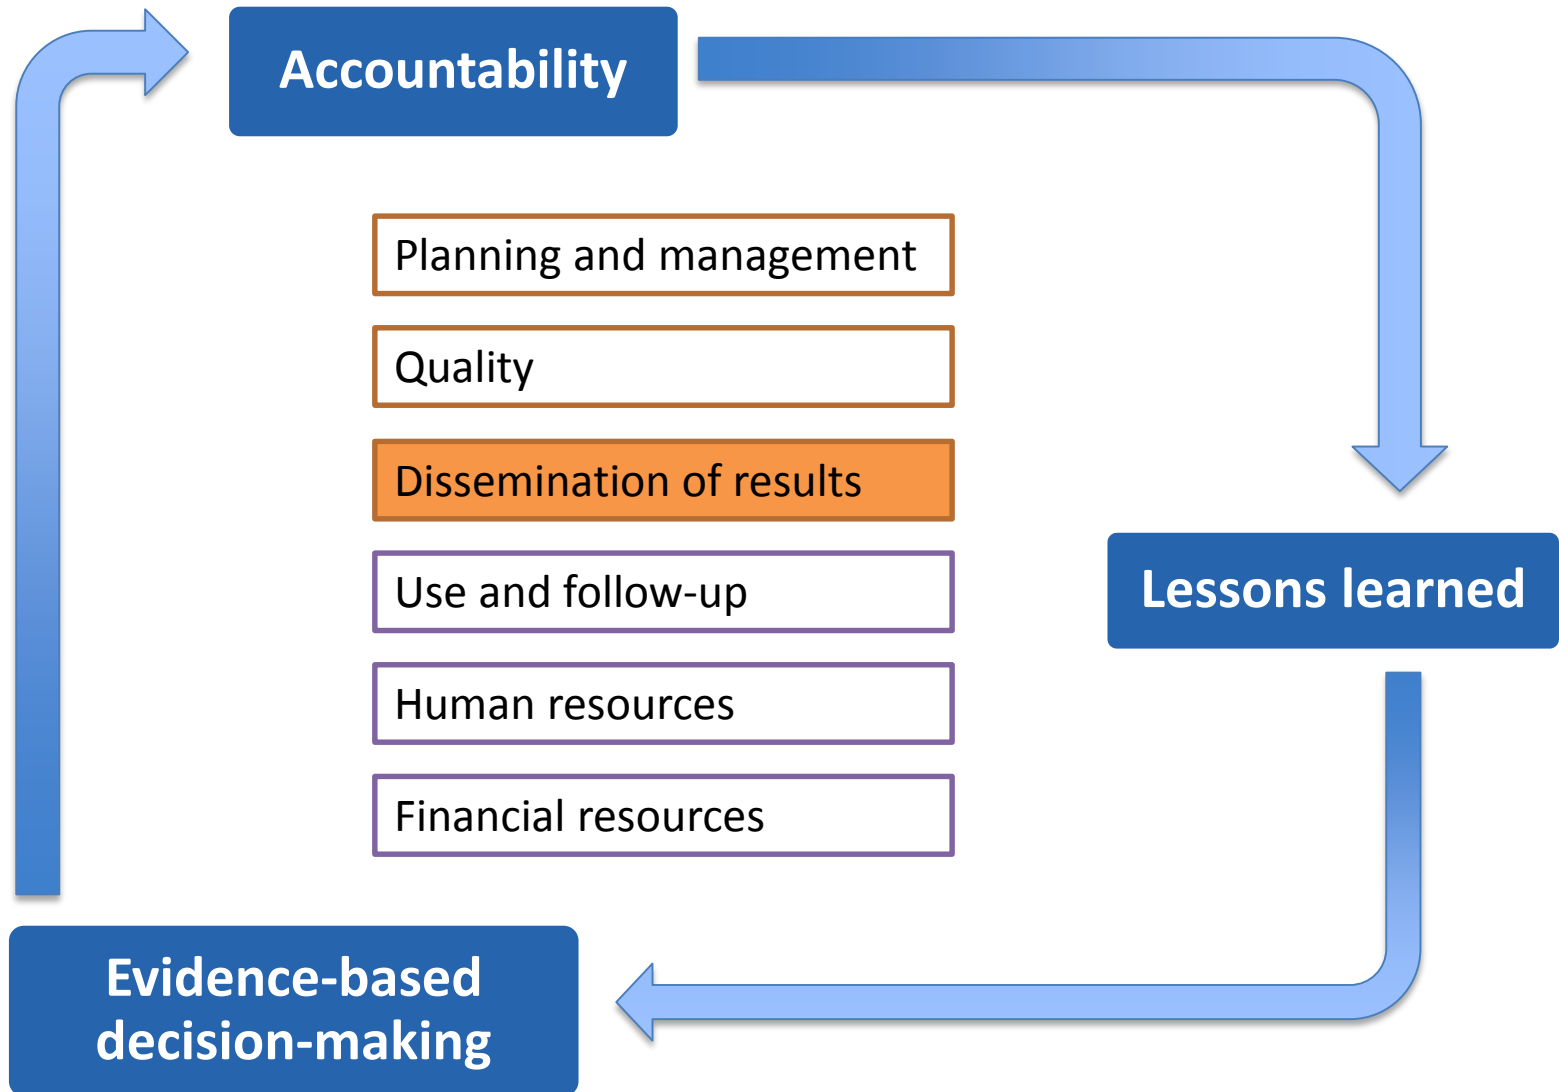 Accountability
Planning and management
Quality
Dissemination of results
Use and follow-up
Lessons learned
Human resources
Financial resources
Evidence-based
decision-making